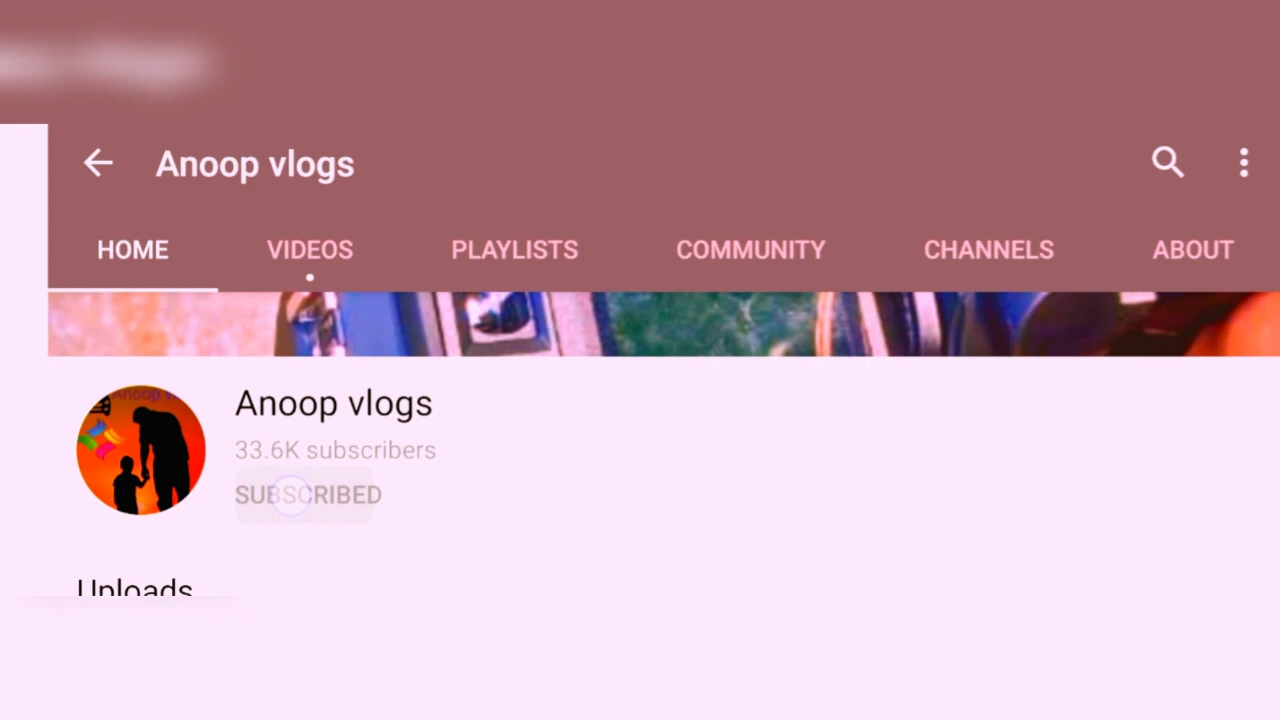 Anoop vlogs
HOME VIDEOS PLAYLISTS COMMUNITY CHANNELS ABOUT
Anoop vlogs
33.6K subscribers
SUBSCRIBED
Uploads